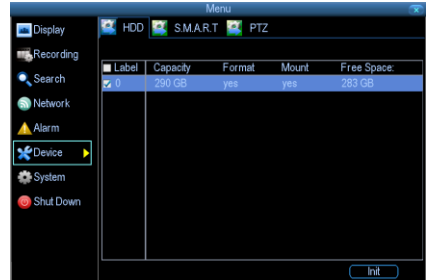 Menu
Display
HDD S.M.A.R.T PTZ
Recording
Label Capacity Format Mount Free Space:
Search
0 290 GB yes yes 283 GB
Network
Alarm
Device
System
Shut Down
Init